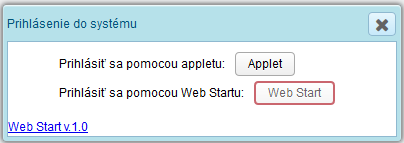 Prihlásenie do systému
Prihlásiť sa pomocou appletu: Applet
Prihlásiť sa pomocou Web Startu: Web Start
Web Start v.1.0